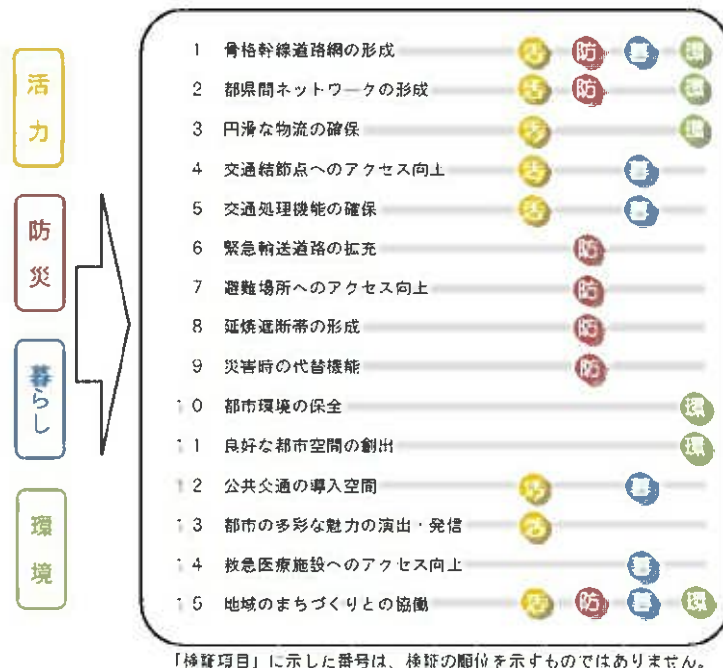 活力
防災
暮らし
環境
1 骨格幹線道路網の形成 活 防 暮 環
2 都県間ネットワークの形成 活 防 環
3 円滑な物流の確保 活 環
4 交通結節点へのアクセス向上 活 暮
5 交通処理機能の確保 活 暮
6 緊急輸送道路の拡充 防
7 避難場所へのアクセス向上 防
8 延焼遮断帯の形成 防
9 災害時の代替機能 防
10 都市環境の保全 環
11 良好な都市空間の創出 環
12 公共交通の導入空間 活 暮
13 都市の多彩な魅力の演出・発信 活
14 救急医療施設へのアクセス向上 暮
15 地域のまちづくりとの協働 活 防 暮 環
「検証項目」に示した番号は、検証の順位を示すものではありません。